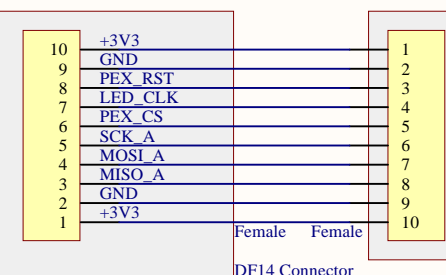 10 +3V3 1
9 GND 2
8 PEX_RST 3
7 LED_CLK 4
6 PEX_CS 5
5 SCK_A 6
4 MOSI_A 7
3 MISO_A 8
2 GND 9
1 +3V3 10
Female Female
DF14 Connector